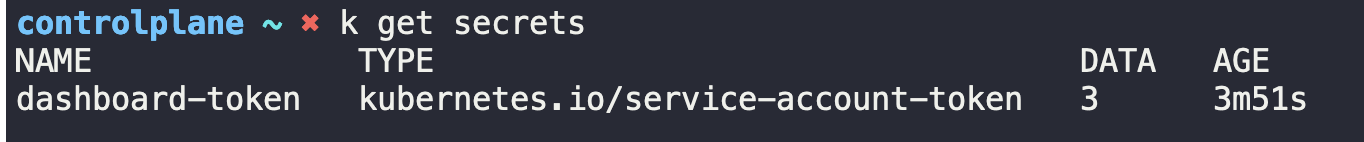 controlplane ~ ✖ k get secrets
NAME TYPE DATA AGE
dashboard-token kubernetes.io/service-account-token 3 3m51s